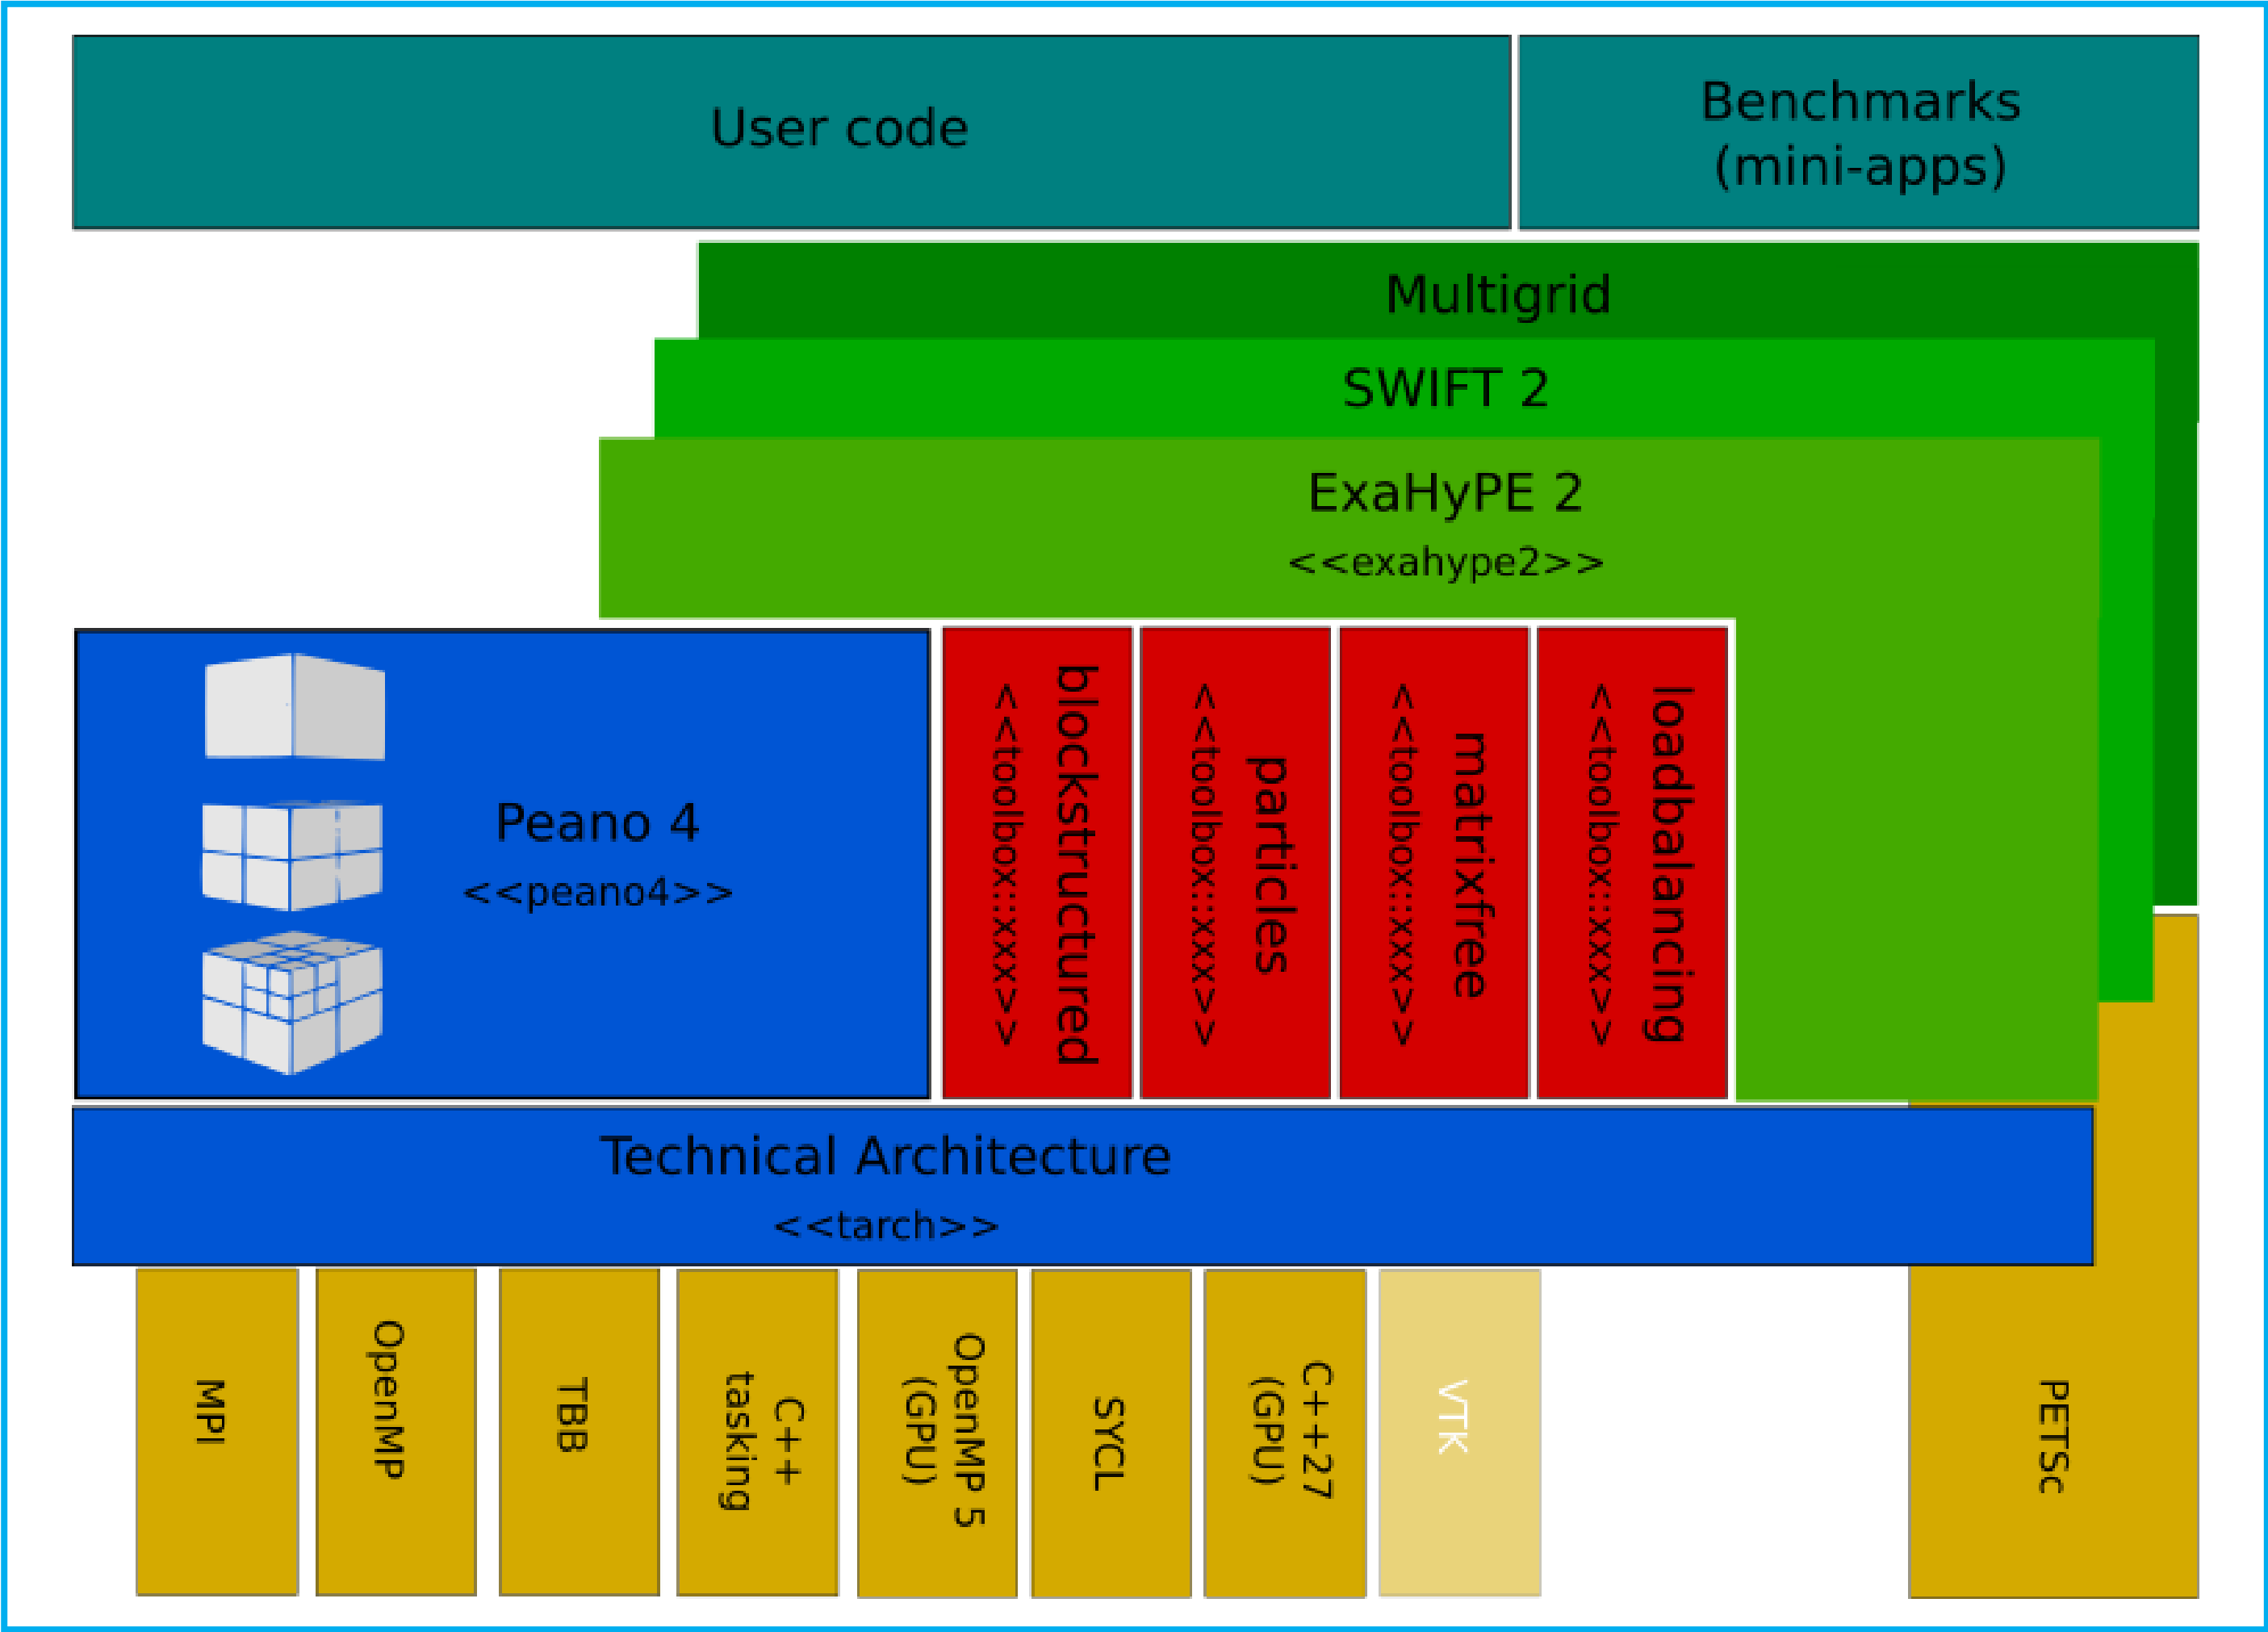 User code
Benchmarks
(mini-apps)
Multigrid
SWIFT 2
ExaHyPE 2
<<exahype2>>
Peano 4
<<peano4>>
blockstructured
<<toolbox::xxx>>
particles
<<toolbox::xxx>>
matrixfree
<<toolbox::xxx>>
loadbalancing
<<toolbox::xxx>>
Technical Architecture
<<tarch>>
MPI
OpenMP
TBB
C++
tasking
OpenMP 5
(GPU)
SYCL
C++27
(GPU)
VTK
PETSc